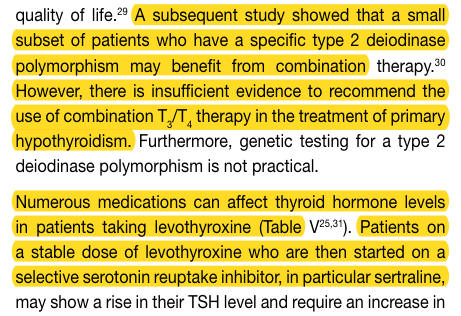 quality of life.²⁹ A subsequent study showed that a small
subset of patients who have a specific type 2 deiodinase
polymorphism may benefit from combination therapy.³⁰
However, there is insufficient evidence to recommend the
use of combination T₃/T₄ therapy in the treatment of primary
hypothyroidism. Furthermore, genetic testing for a type 2
deiodinase polymorphism is not practical.
Numerous medications can affect thyroid hormone levels
in patients taking levothyroxine (Table V²⁵,³¹). Patients on
a stable dose of levothyroxine who are then started on a
selective serotonin reuptake inhibitor, in particular sertraline,
may show a rise in their TSH level and require an increase in